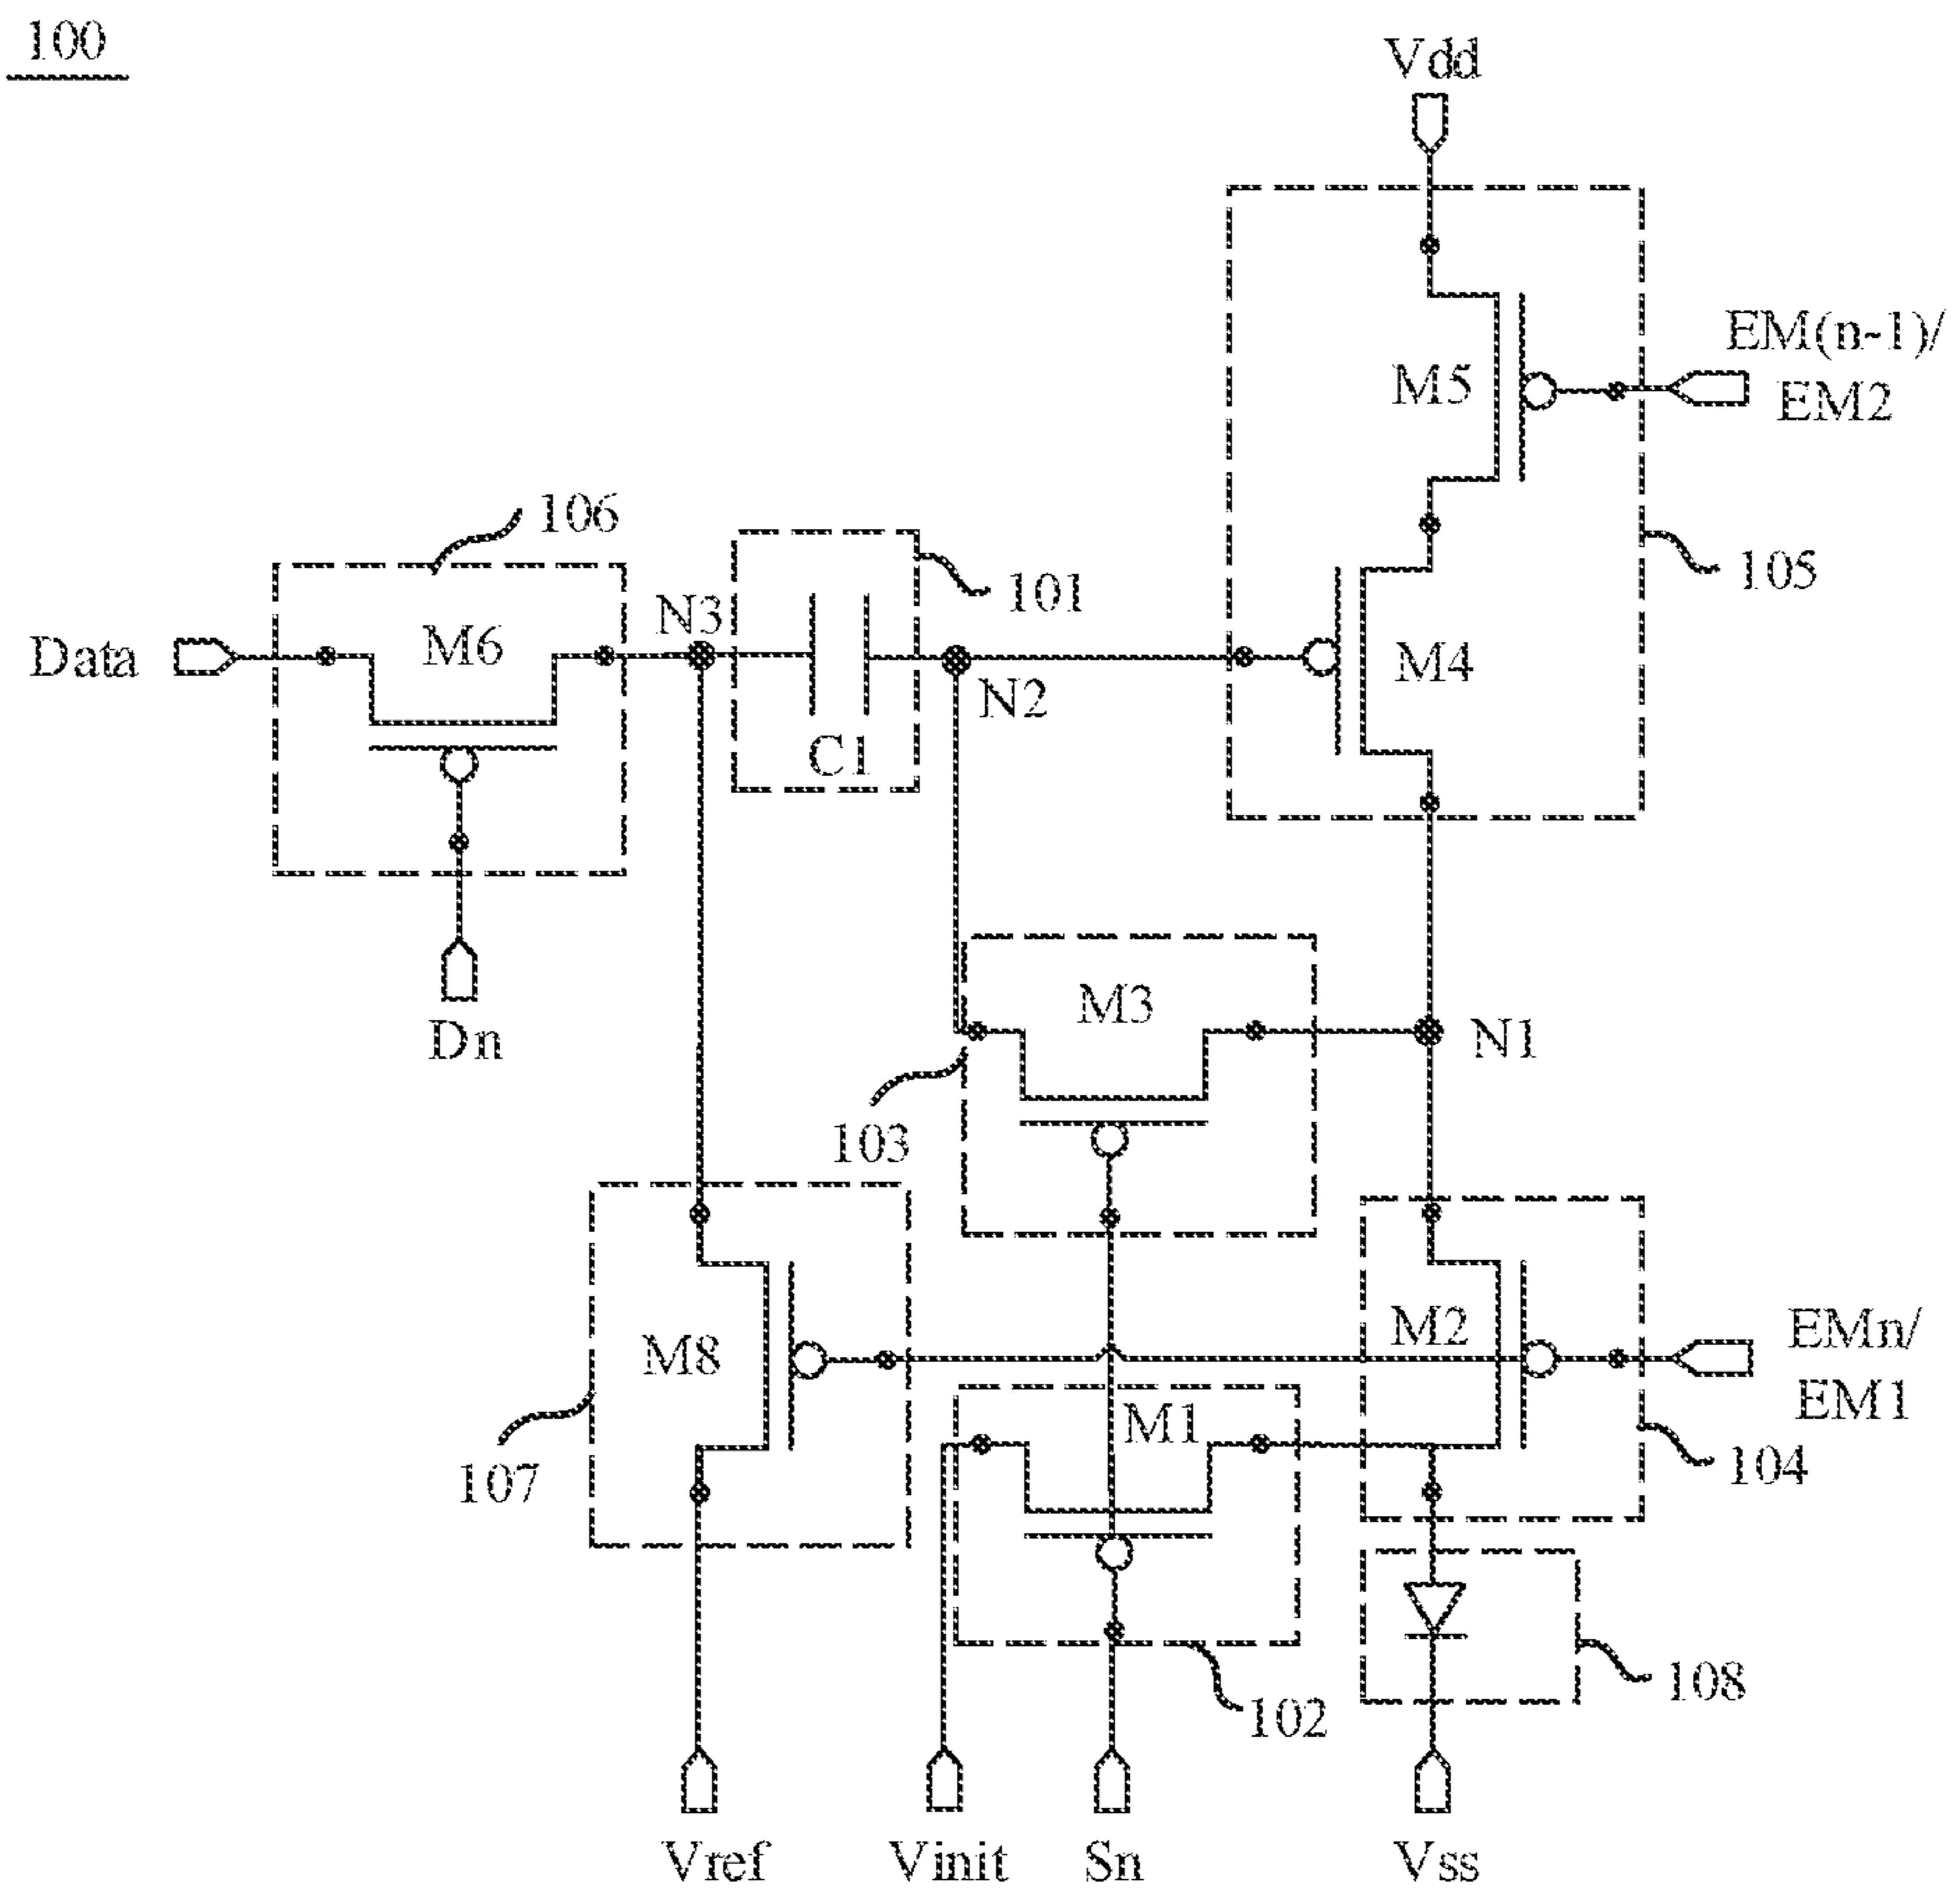 100
Vdd
EM(n-1)/
EM2
M5
106
105
101
N3
M6
Data
M4
N2
C1
M3
Dn
N1
103
M2
EMn/
EM1
M8
M1
104
107
108
102
Vref
Vinit
Sn
Vss